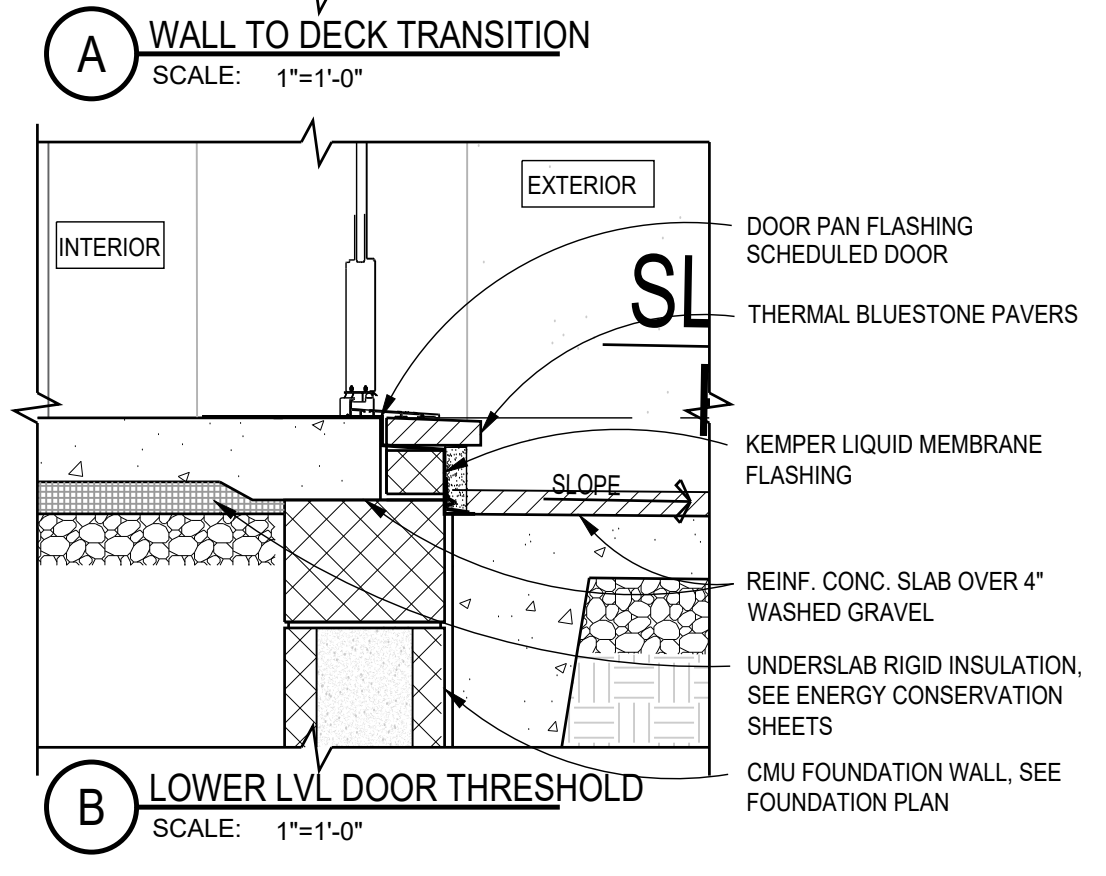 A
WALL TO DECK TRANSITION
SCALE: 1"=1'-0"
INTERIOR
EXTERIOR
SL
DOOR PAN FLASHING
SCHEDULED DOOR
THERMAL BLUESTONE PAVERS
KEMPER LIQUID MEMBRANE
FLASHING
SLOPE
REINF. CONC. SLAB OVER 4"
WASHED GRAVEL
UNDERSLAB RIGID INSULATION,
SEE ENERGY CONSERVATION
SHEETS
CMU FOUNDATION WALL, SEE
FOUNDATION PLAN
B
LOWER LVL DOOR THRESHOLD
SCALE: 1"=1'-0"